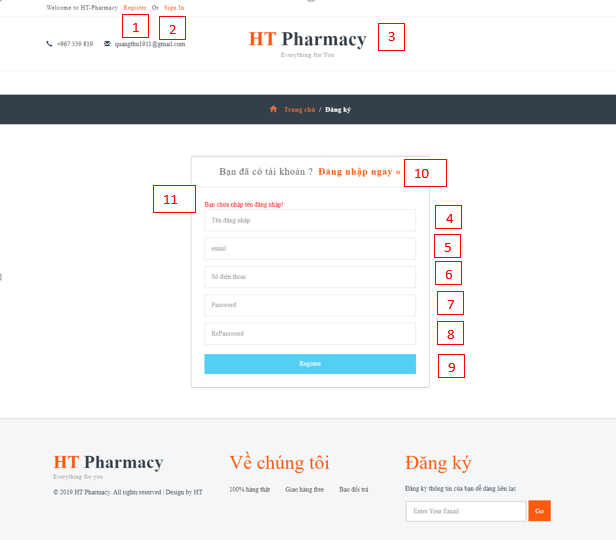 Welcome to HT-Pharmacy Register Or Sign In
1 2
+967 539 819 quangthu1911@gmail.com
HT Pharmacy 3
Everything for You
Trang chủ / Đăng ký
Bạn đã có tài khoản ? Đăng nhập ngay » 10
11
Bạn chưa nhập tên đăng nhập!
Tên đăng nhập 4
email 5
Số điện thoại 6
Password 7
RePassword 8
Register 9
HT Pharmacy
Everything for you
© 2019 HT Pharmacy. All rights reserved | Design by HT
Về chúng tôi
100% hàng thật Giao hàng free Bao đổi trả
Đăng ký
Đăng ký thông tin của bạn để dàng liên lạc
Enter Your Email Go